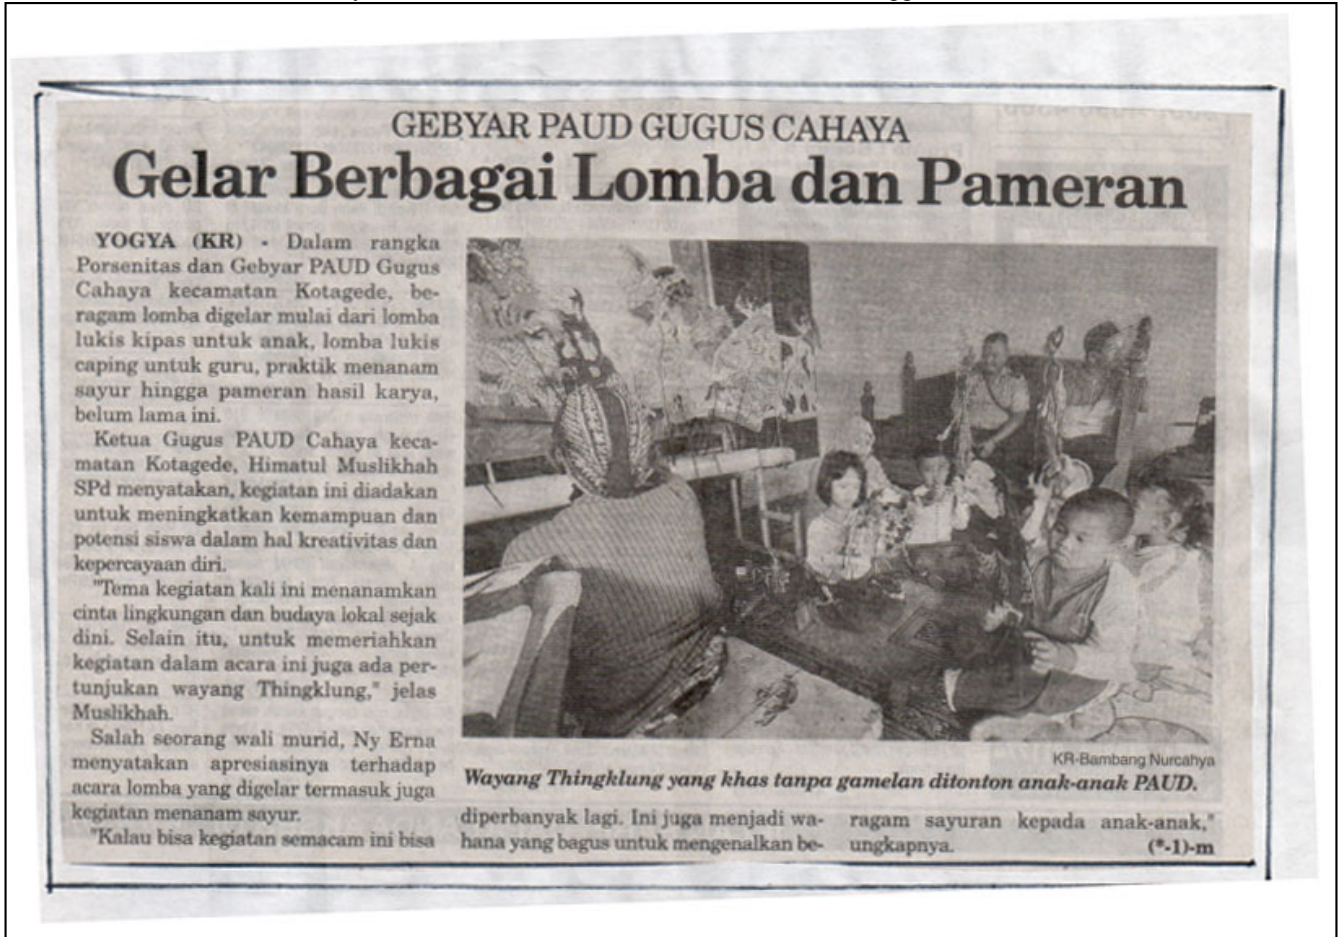 GEBYAR PAUD GUGUS CAHAYA
Gelar Berbagai Lomba dan Pameran
YOGYA (KR) - Dalam rangka
Porsenitas dan Gebyar PAUD Gugus
Cahaya kecamatan Kotagede, be-
ragam lomba digelar mulai dari lomba
lukis kipas untuk anak, lomba lukis
caping untuk guru, praktik menanam
sayur hingga pameran hasil karya,
belum lama ini.
Ketua Gugus PAUD Cahaya keca-
matan Kotagede, Himatul Muslikhah
SPd menyatakan, kegiatan ini diadakan
untuk meningkatkan kemampuan dan
potensi siswa dalam hal kreativitas dan
kepercayaan diri.
"Tema kegiatan kali ini menanamkan
cinta lingkungan dan budaya lokal sejak
dini. Selain itu, untuk memeriahkan
kegiatan dalam acara ini juga ada per-
tunjukan wayang Thingklung," jelas
Muslikhah.
Salah seorang wali murid, Ny Erna
menyatakan apresiasinya terhadap
acara lomba yang digelar termasuk juga
kegiatan menanam sayur.
"Kalau bisa kegiatan semacam ini bisa
KR-Bambang Nurcahya
Wayang Thingklung yang khas tanpa gamelan ditonton anak-anak PAUD.
diperbanyak lagi. Ini juga menjadi wa-
hana yang bagus untuk mengenalkan be-
ragam sayuran kepada anak-anak,"
ungkapnya. (*-1)-m